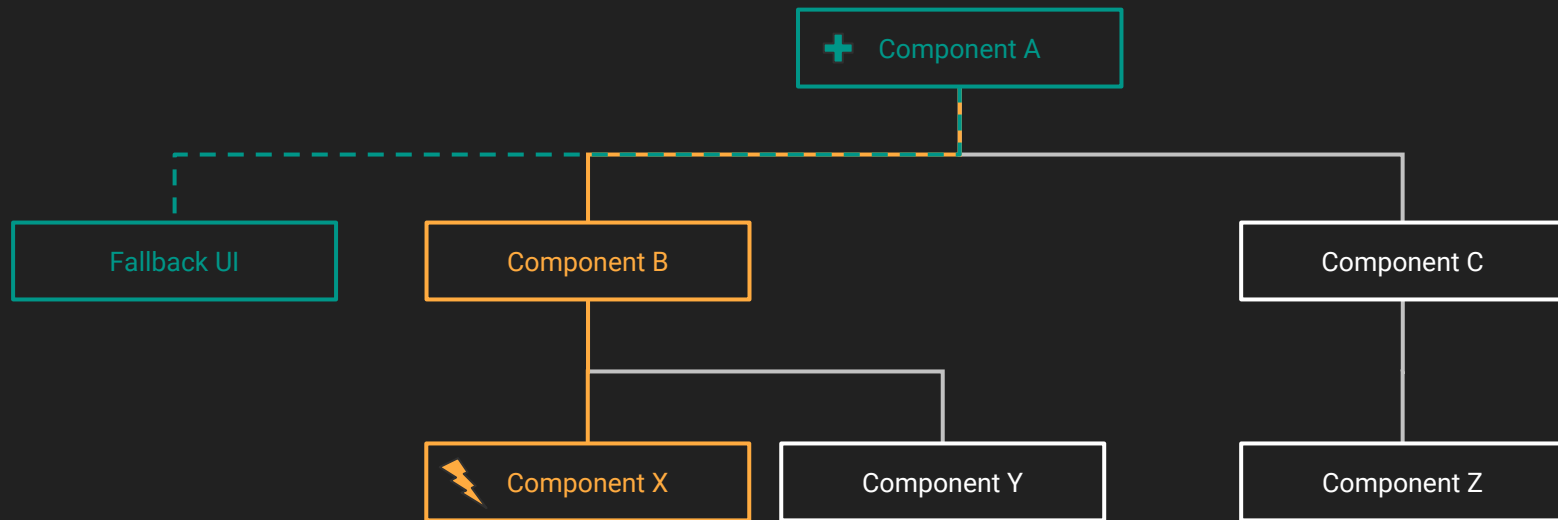 Component A
Fallback UI
Component B
Component C
Component X
Component Y
Component Z